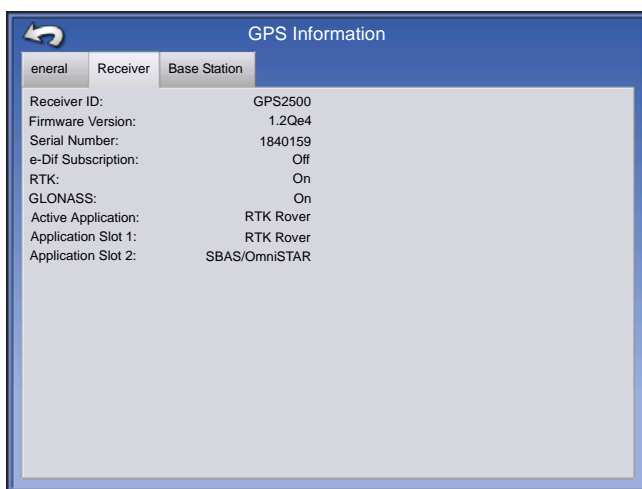 GPS Information
eneral Receiver Base Station
Receiver ID: GPS2500
Firmware Version: 1.2Qe4
Serial Number: 1840159
e-Dif Subscription: Off
RTK: On
GLONASS: On
Active Application: RTK Rover
Application Slot 1: RTK Rover
Application Slot 2: SBAS/OmniSTAR